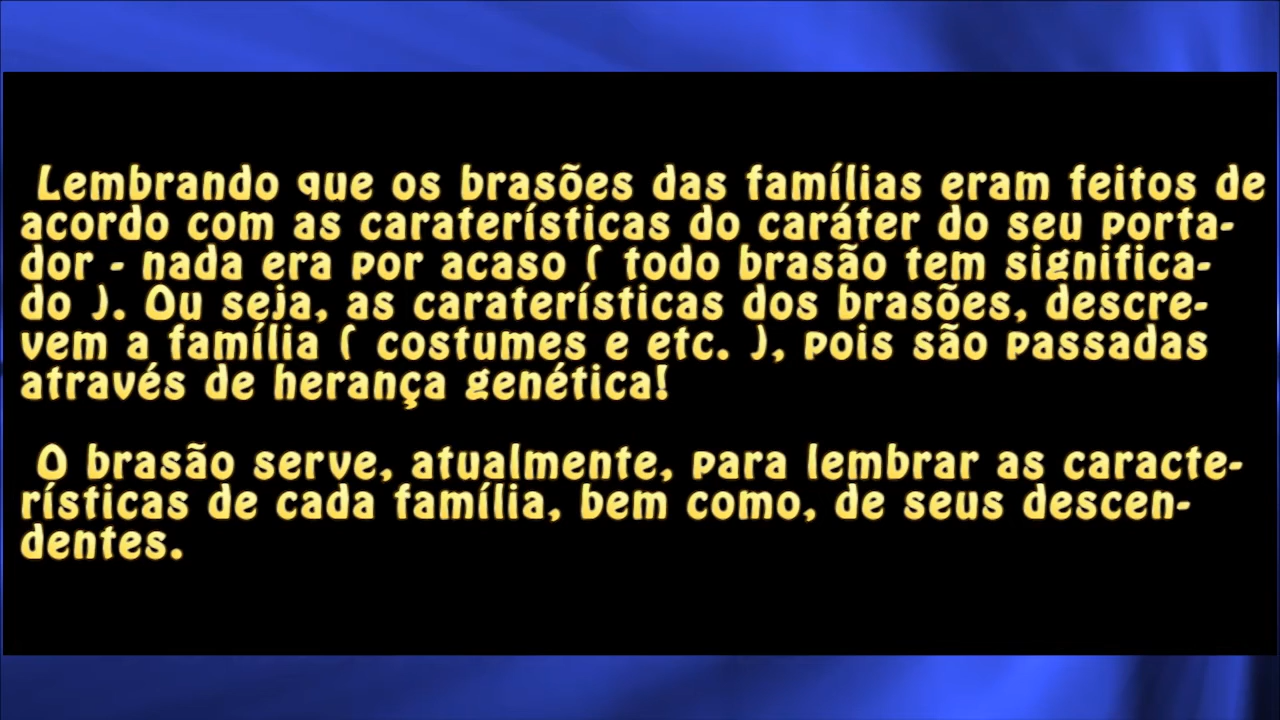 Lembrando que os brasões das famílias eram feitos de
acordo com as caraterísticas do caráter do seu porta-
dor - nada era por acaso ( todo brasão tem significa-
do ). Ou seja, as caraterísticas dos brasões, descre-
vem a família ( costumes e etc. ), pois são passadas
através de herança genética!
O brasão serve, atualmente, para lembrar as caracte-
rísticas de cada família, bem como, de seus descen-
dentes.